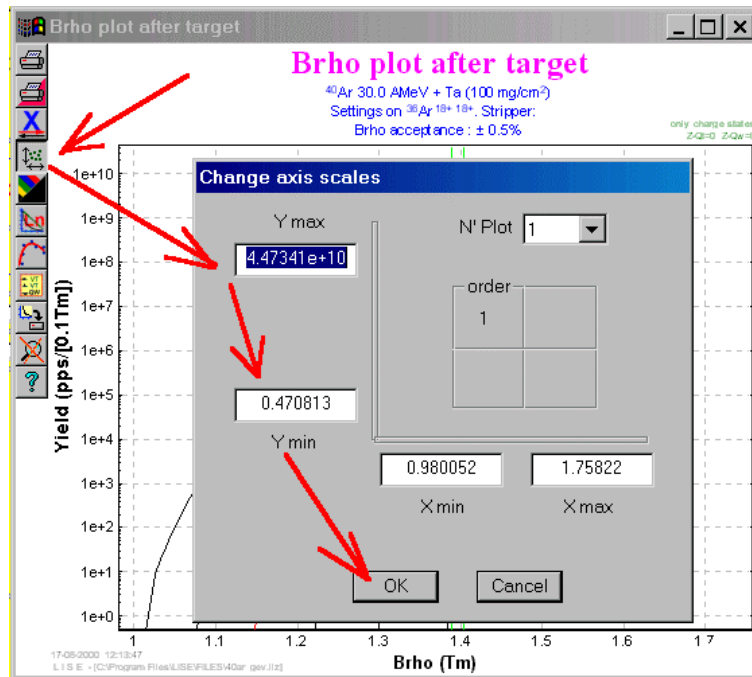 Brho plot after target
Brho plot after target
⁴⁰Ar 30.0 AMeV + Ta (100 mg/cm²)
Settings on ³⁶Ar ¹⁸⁺ ¹⁸⁺. Stripper:
Brho acceptance : ± 0.5%
only charge state
Z-Qt=0 Z-Qw=0
Change axis scales
Y max
4.47341e+10
N' Plot
1
order
1
0.470813
Y min
0.980052
1.75822
X min
X max
OK
Cancel
Yield (pps/[0.1Tm])
1e+10
1e+9
1e+8
1e+7
1e+6
1e+5
1e+4
1e+3
1e+2
1e+1
1e+0
1
1.1
1.2
1.3
1.4
1.5
1.6
1 7
Brho (Tm)
17-08-2000 12:13:47
L I S E - [C:\Program Files\LISE\FILES\40ar gev.liz]